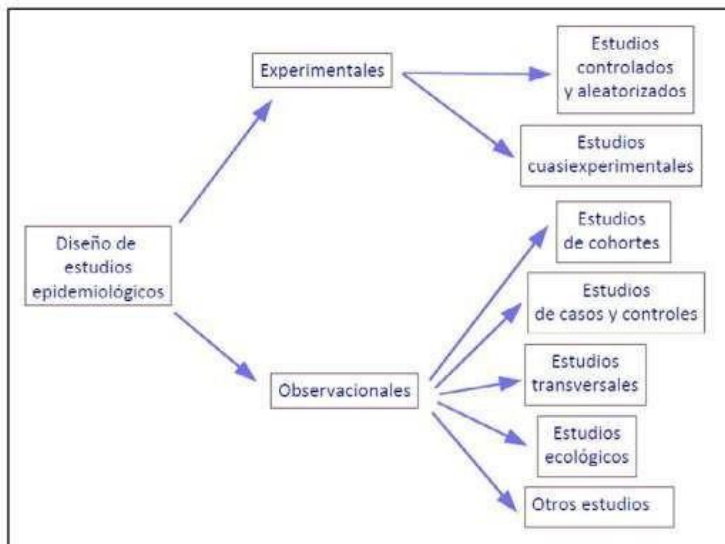 Diseño de
estudios
epidemiológicos
Experimentales
Estudios
controlados
y aleatorizados
Estudios
cuasiexperimentales
Observacionales
Estudios
de cohortes
Estudios
de casos y controles
Estudios
transversales
Estudios
ecológicos
Otros estudios